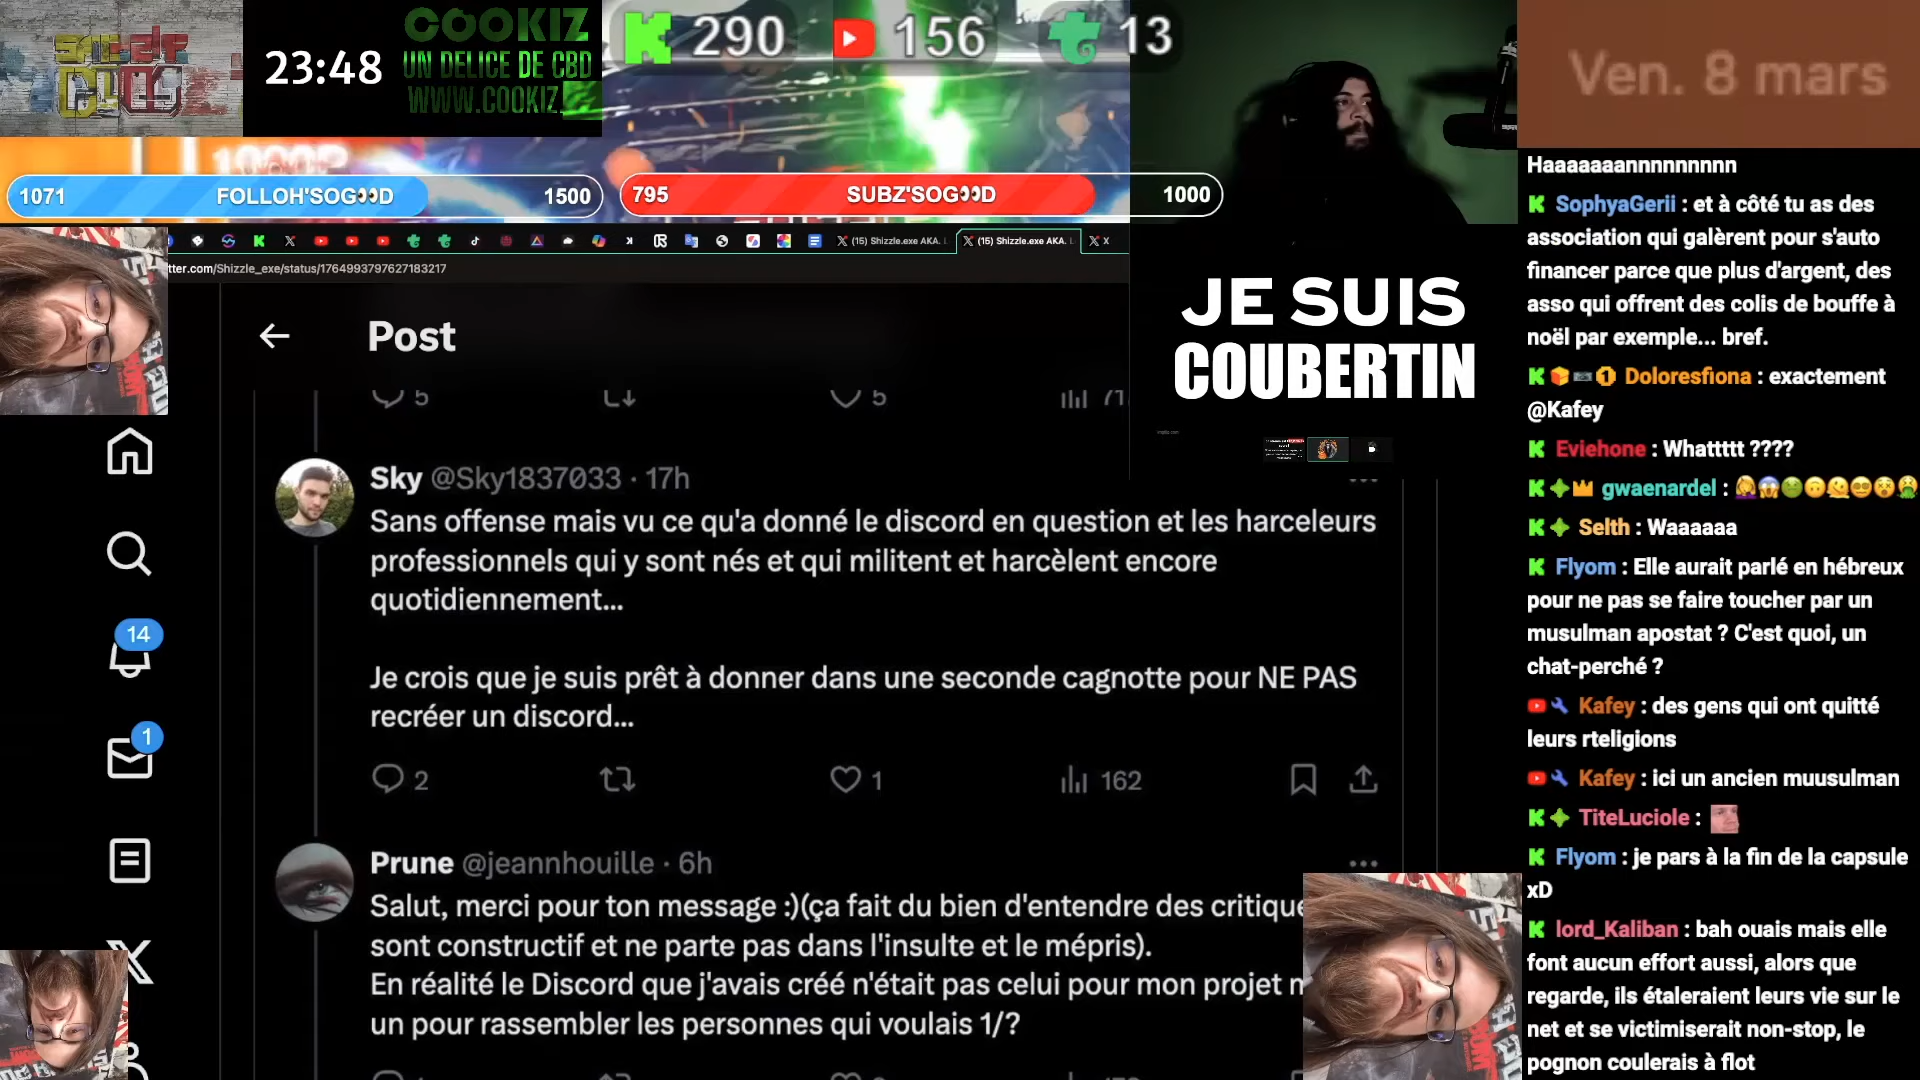 23:48
COOKIZ
UN DELICE DE CBD
WWW.COOKIZ.
290
156
13
Ven. 8 mars
1071 FOLLOH'SOG👀D 1500
795 SUBZ'SOG👀D 1000
(15) Shizzle.exe AKA. L
(15) Shizzle.exe AKA. L
X
tter.com/Shizzle_exe/status/1764993797627183217
Post
5
5
Sky @Sky1837033 · 17h
Sans offense mais vu ce qu'a donné le discord en question et les harceleurs
professionnels qui y sont nés et qui militent et harcèlent encore
quotidiennement...
Je crois que je suis prêt à donner dans une seconde cagnotte pour NE PAS
recréer un discord...
2
1
162
Prune @jeannhouille · 6h
Salut, merci pour ton message :)(ça fait du bien d'entendre des critique
sont constructif et ne parte pas dans l'insulte et le mépris).
En réalité le Discord que j'avais créé n'était pas celui pour mon projet
un pour rassembler les personnes qui voulais 1/?
14
1
JE SUIS
COUBERTIN
Haaaaaaannnnnnnnnn
SophyaGerii : et à côté tu as des
association qui galèrent pour s'auto
financer parce que plus d'argent, des
asso qui offrent des colis de bouffe à
noël par exemple... bref.
Doloresfiona : exactement
@Kafey
Eviehone : Whattttt ????
gwaenardel :
Selth : Waaaaaa
Flyom : Elle aurait parlé en hébreux
pour ne pas se faire toucher par un
musulman apostat ? C'est quoi, un
chat-perché ?
Kafey : des gens qui ont quitté
leurs rteligions
Kafey : ici un ancien muusulman
TiteLuciole :
Flyom : je pars à la fin de la capsule
xD
lord_Kaliban : bah ouais mais elle
font aucun effort aussi, alors que
regarde, ils étaleraient leurs vie sur le
net et se victimiserait non-stop, le
pognon coulerais à flot